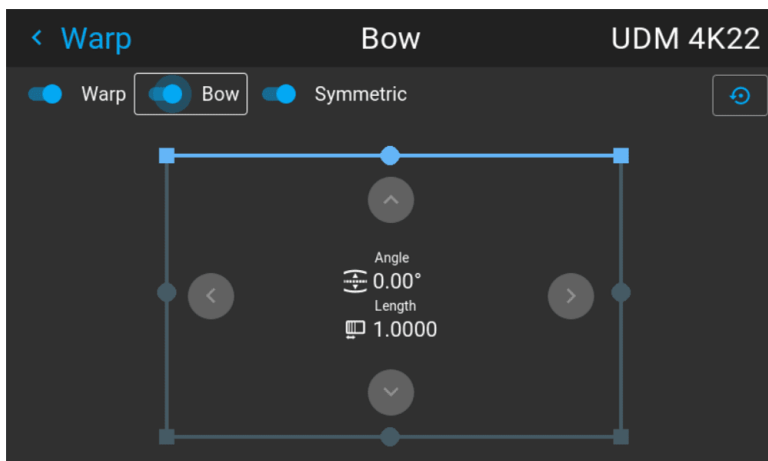 Warp Bow UDM 4K22
Warp Bow Symmetric
Angle
0.00°
Length
1.0000